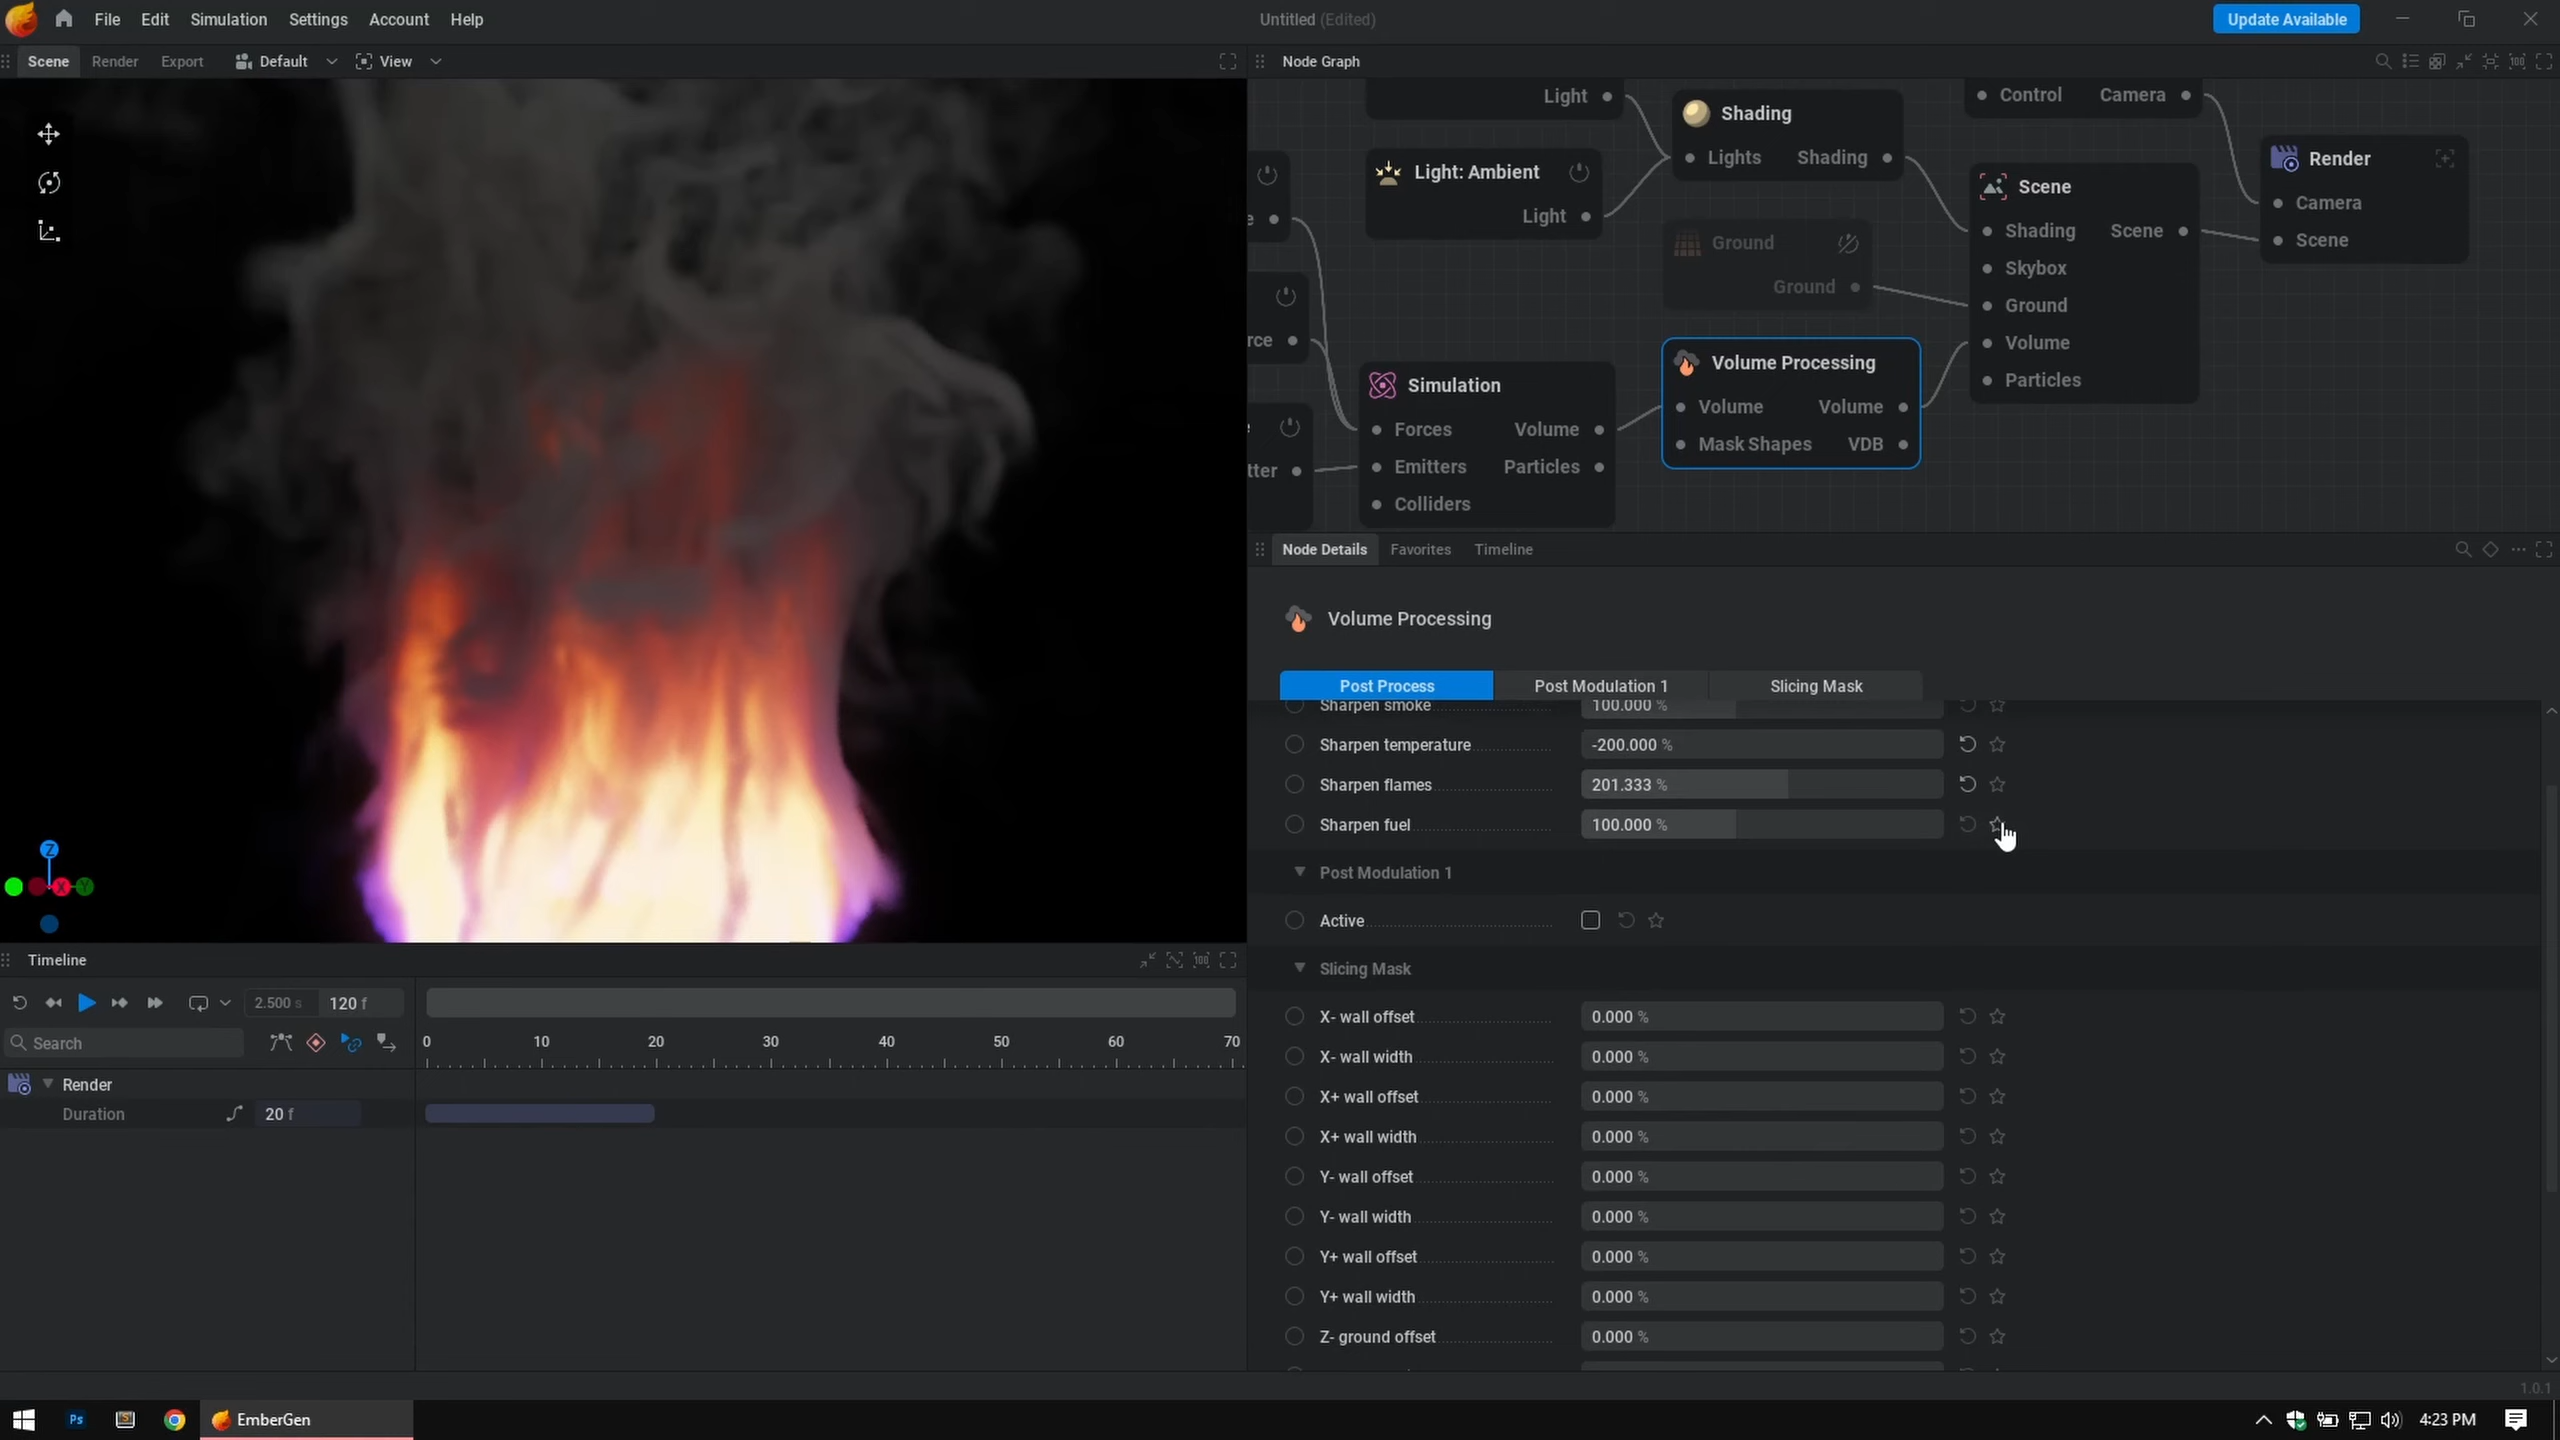 File Edit Simulation Settings Account Help
Untitled (Edited)
Update Available
Scene Render Export Default View
Node Graph
Light
Light: Ambient
Light
Shading
Lights Shading
Ground
Ground
Control Camera
Scene
Shading Scene
Skybox
Ground
Volume
Particles
Render
Camera
Scene
e
rce
e
tter
Simulation
Forces Volume
Emitters Particles
Colliders
Volume Processing
Volume Volume
Mask Shapes VDB
Node Details Favorites Timeline
Volume Processing
Post Process Post Modulation 1 Slicing Mask
Sharpen smoke 100.000 %
Sharpen temperature -200.000 %
Sharpen flames 201.333 %
Sharpen fuel 100.000 %
Post Modulation 1
Active
Slicing Mask
X- wall offset 0.000 %
X- wall width 0.000 %
X+ wall offset 0.000 %
X+ wall width 0.000 %
Y- wall offset 0.000 %
Y- wall width 0.000 %
Y+ wall offset 0.000 %
Y+ wall width 0.000 %
Z- ground offset 0.000 %
1.0.1
Z
X
Y
Timeline
2.500 s 120 f
Search
0 10 20 30 40 50 60 70
Render
Duration 20 f
Ps
EmberGen
4:23 PM